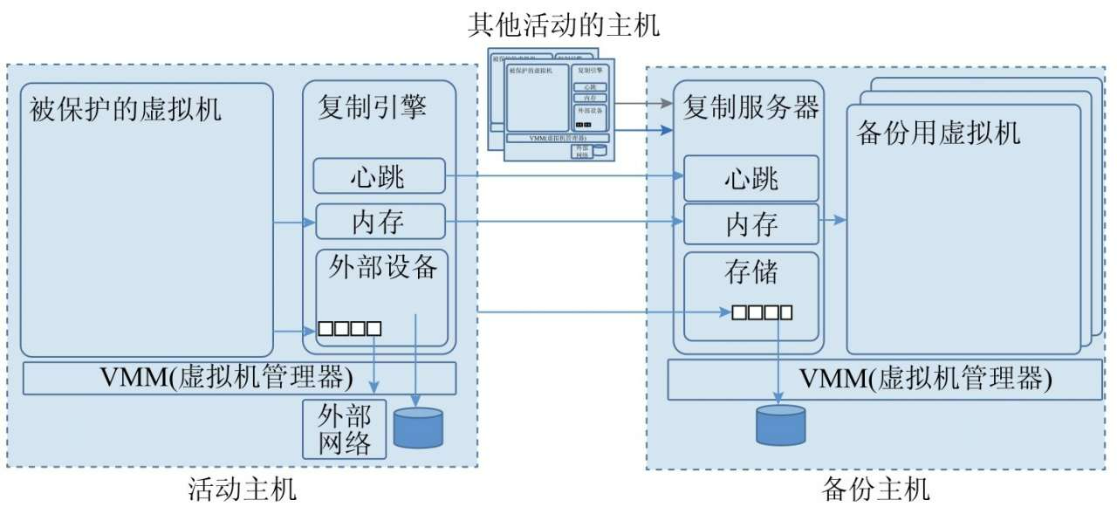 其他活动的主机
被保护的虚拟机
复制引擎
心跳
内存
外部设备
VMM(虚拟机管理器)
外部
网络
被保护的虚拟机
复制引擎
心跳
内存
外部设备
VMM(虚拟机管理器)
外部
网络
活动主机
复制服务器
心跳
内存
存储
备份用虚拟机
VMM(虚拟机管理器)
备份主机